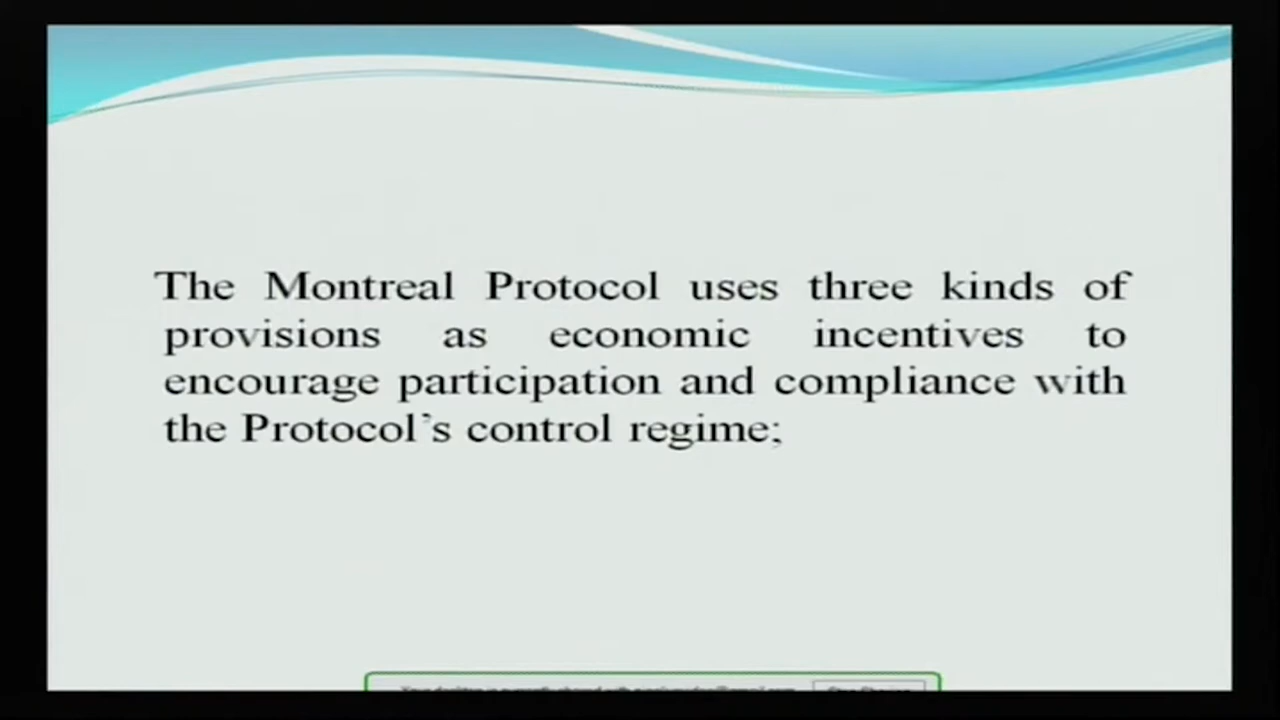 The Montreal Protocol uses three kinds of
provisions as economic incentives to
encourage participation and compliance with
the Protocol's control regime;